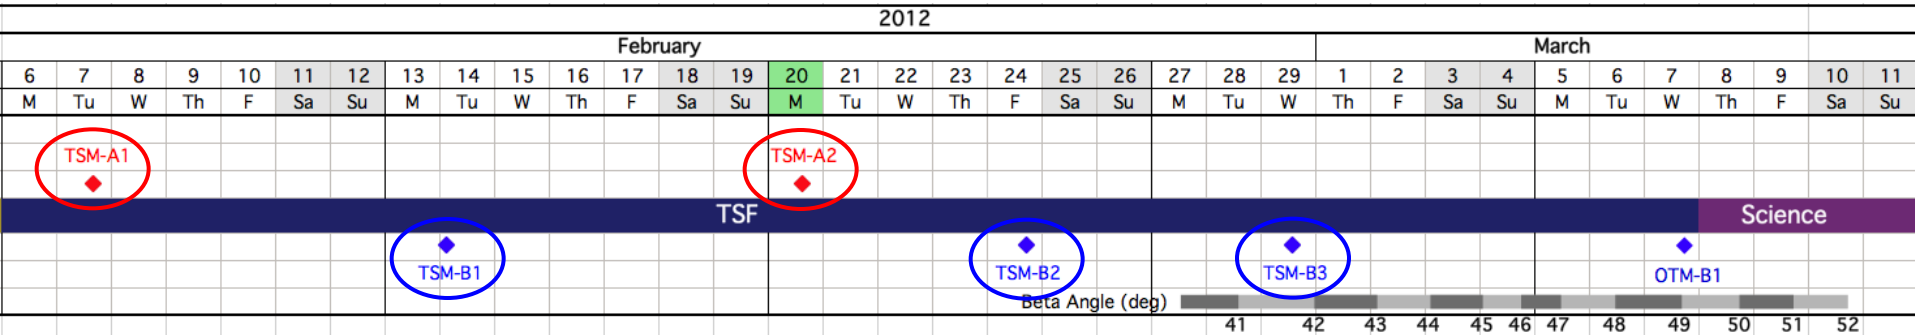 2012
February March
6 7 8 9 10 11 12 13 14 15 16 17 18 19 20 21 22 23 24 25 26 27 28 29 1 2 3 4 5 6 7 8 9 10 11
M Tu W Th F Sa Su M Tu W Th F Sa Su M Tu W Th F Sa Su M Tu W Th F Sa Su M Tu W Th F Sa Su
TSM-A1 TSM-A2
TSF Science
TSM-B1 TSM-B2 TSM-B3 OTM-B1
Beta Angle (deg)
41 42 43 44 45 46 47 48 49 50 51 52